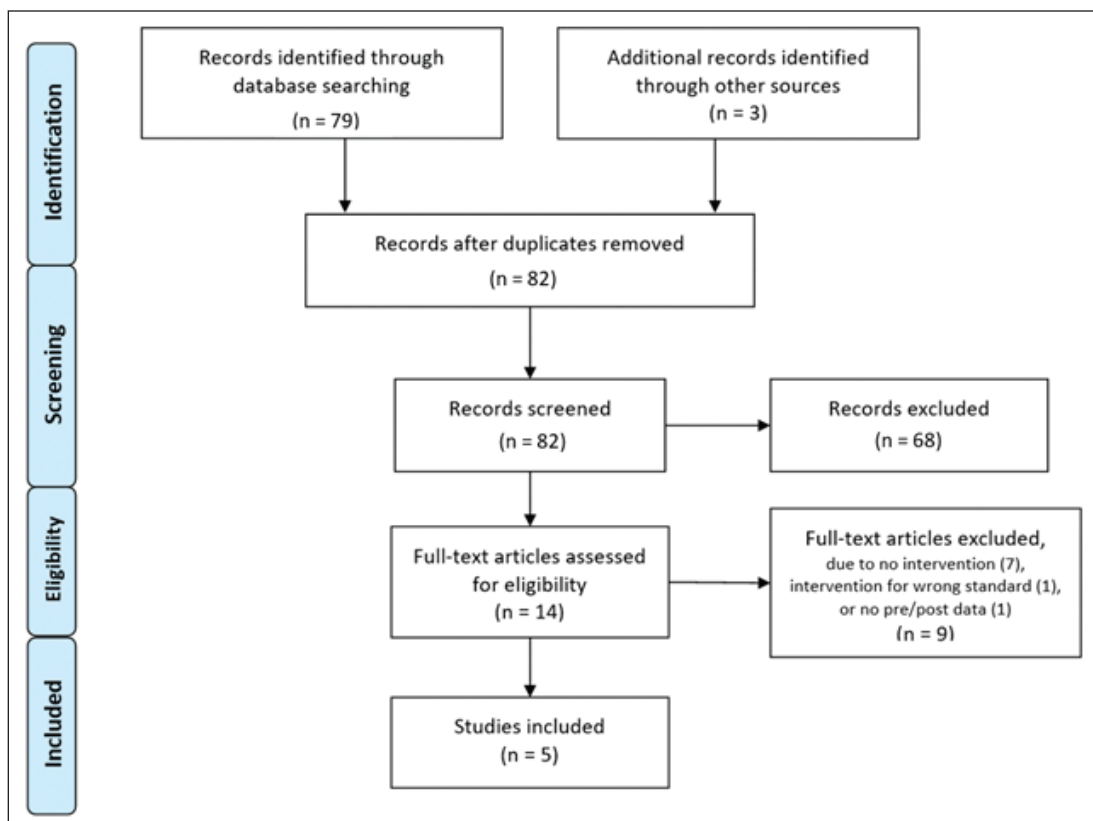 Identification
Records identified through
database searching
(n = 79)
Additional records identified
through other sources
(n = 3)
Records after duplicates removed
(n = 82)
Screening
Records screened
(n = 82)
Records excluded
(n = 68)
Eligibility
Full-text articles assessed
for eligibility
(n = 14)
Full-text articles excluded,
due to no intervention (7),
intervention for wrong standard (1),
or no pre/post data (1)
(n = 9)
Included
Studies included
(n = 5)